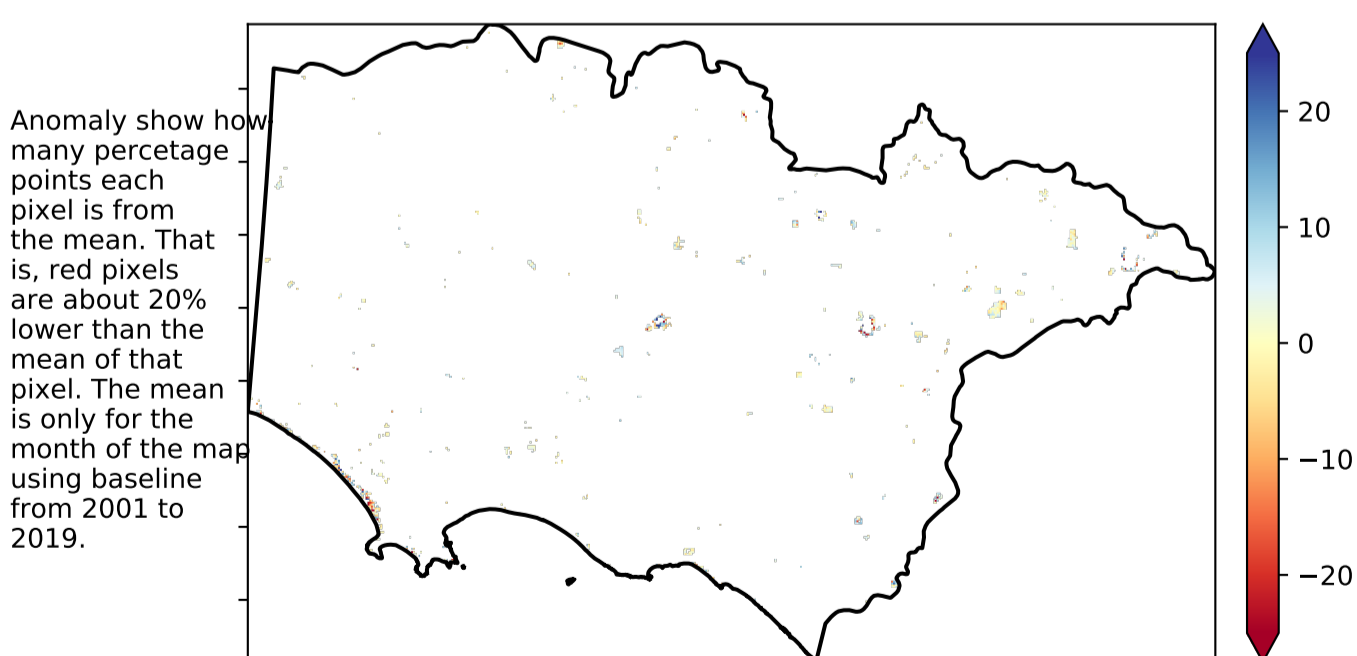 Anomaly show how
many percetage
points each
pixel is from
the mean. That
is, red pixels
are about 20%
lower than the
mean of that
pixel. The mean
is only for the
month of the map
using baseline
from 2001 to
2019.
20
10
0
−10
−20